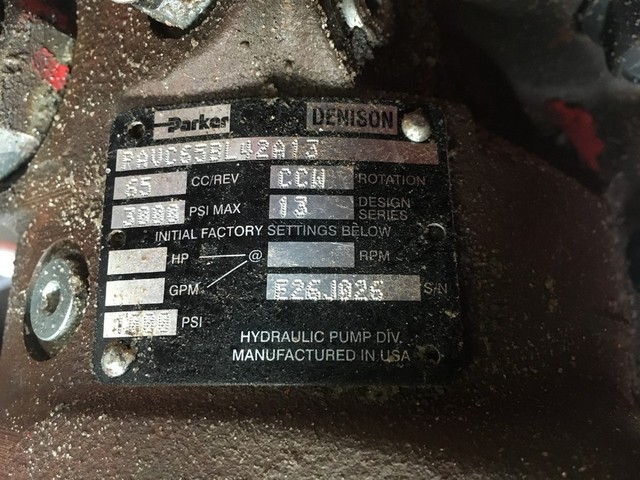 Parker DENISON
PAVC65BL42A13
65 CC/REV CCW ROTATION
3000 PSI MAX 13 DESIGN SERIES
INITIAL FACTORY SETTINGS BELOW
HP @ RPM
GPM E26J026 S/N
PSI
HYDRAULIC PUMP DIV.
MANUFACTURED IN USA